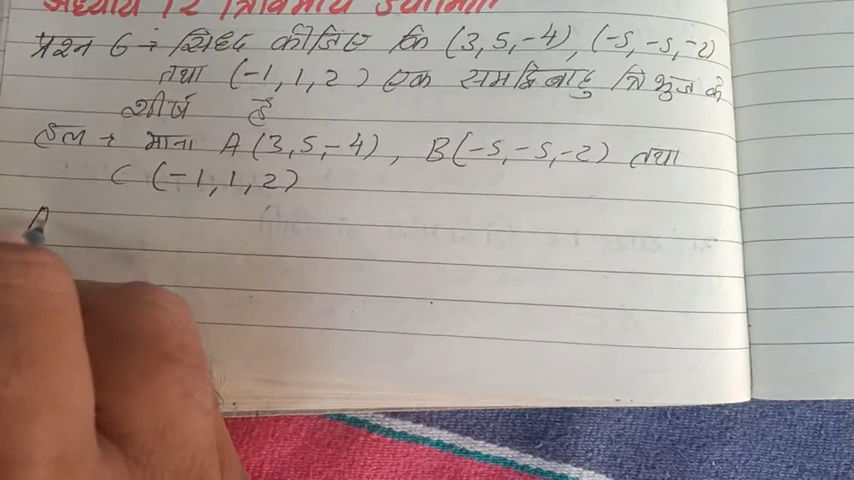 अध्याय 12 त्रिविमीय ज्यामिति
प्रश्न 6 ÷ सिद्ध कीजिए कि (3, 5, -4), (-5, -5, -2)
तथा (-1, 1, 2) एक समद्विबाहु त्रिभुज के
शीर्ष है
हल → माना A(3, 5, -4), B(-5, -5, -2) तथा
C (-1, 1, 2)
A